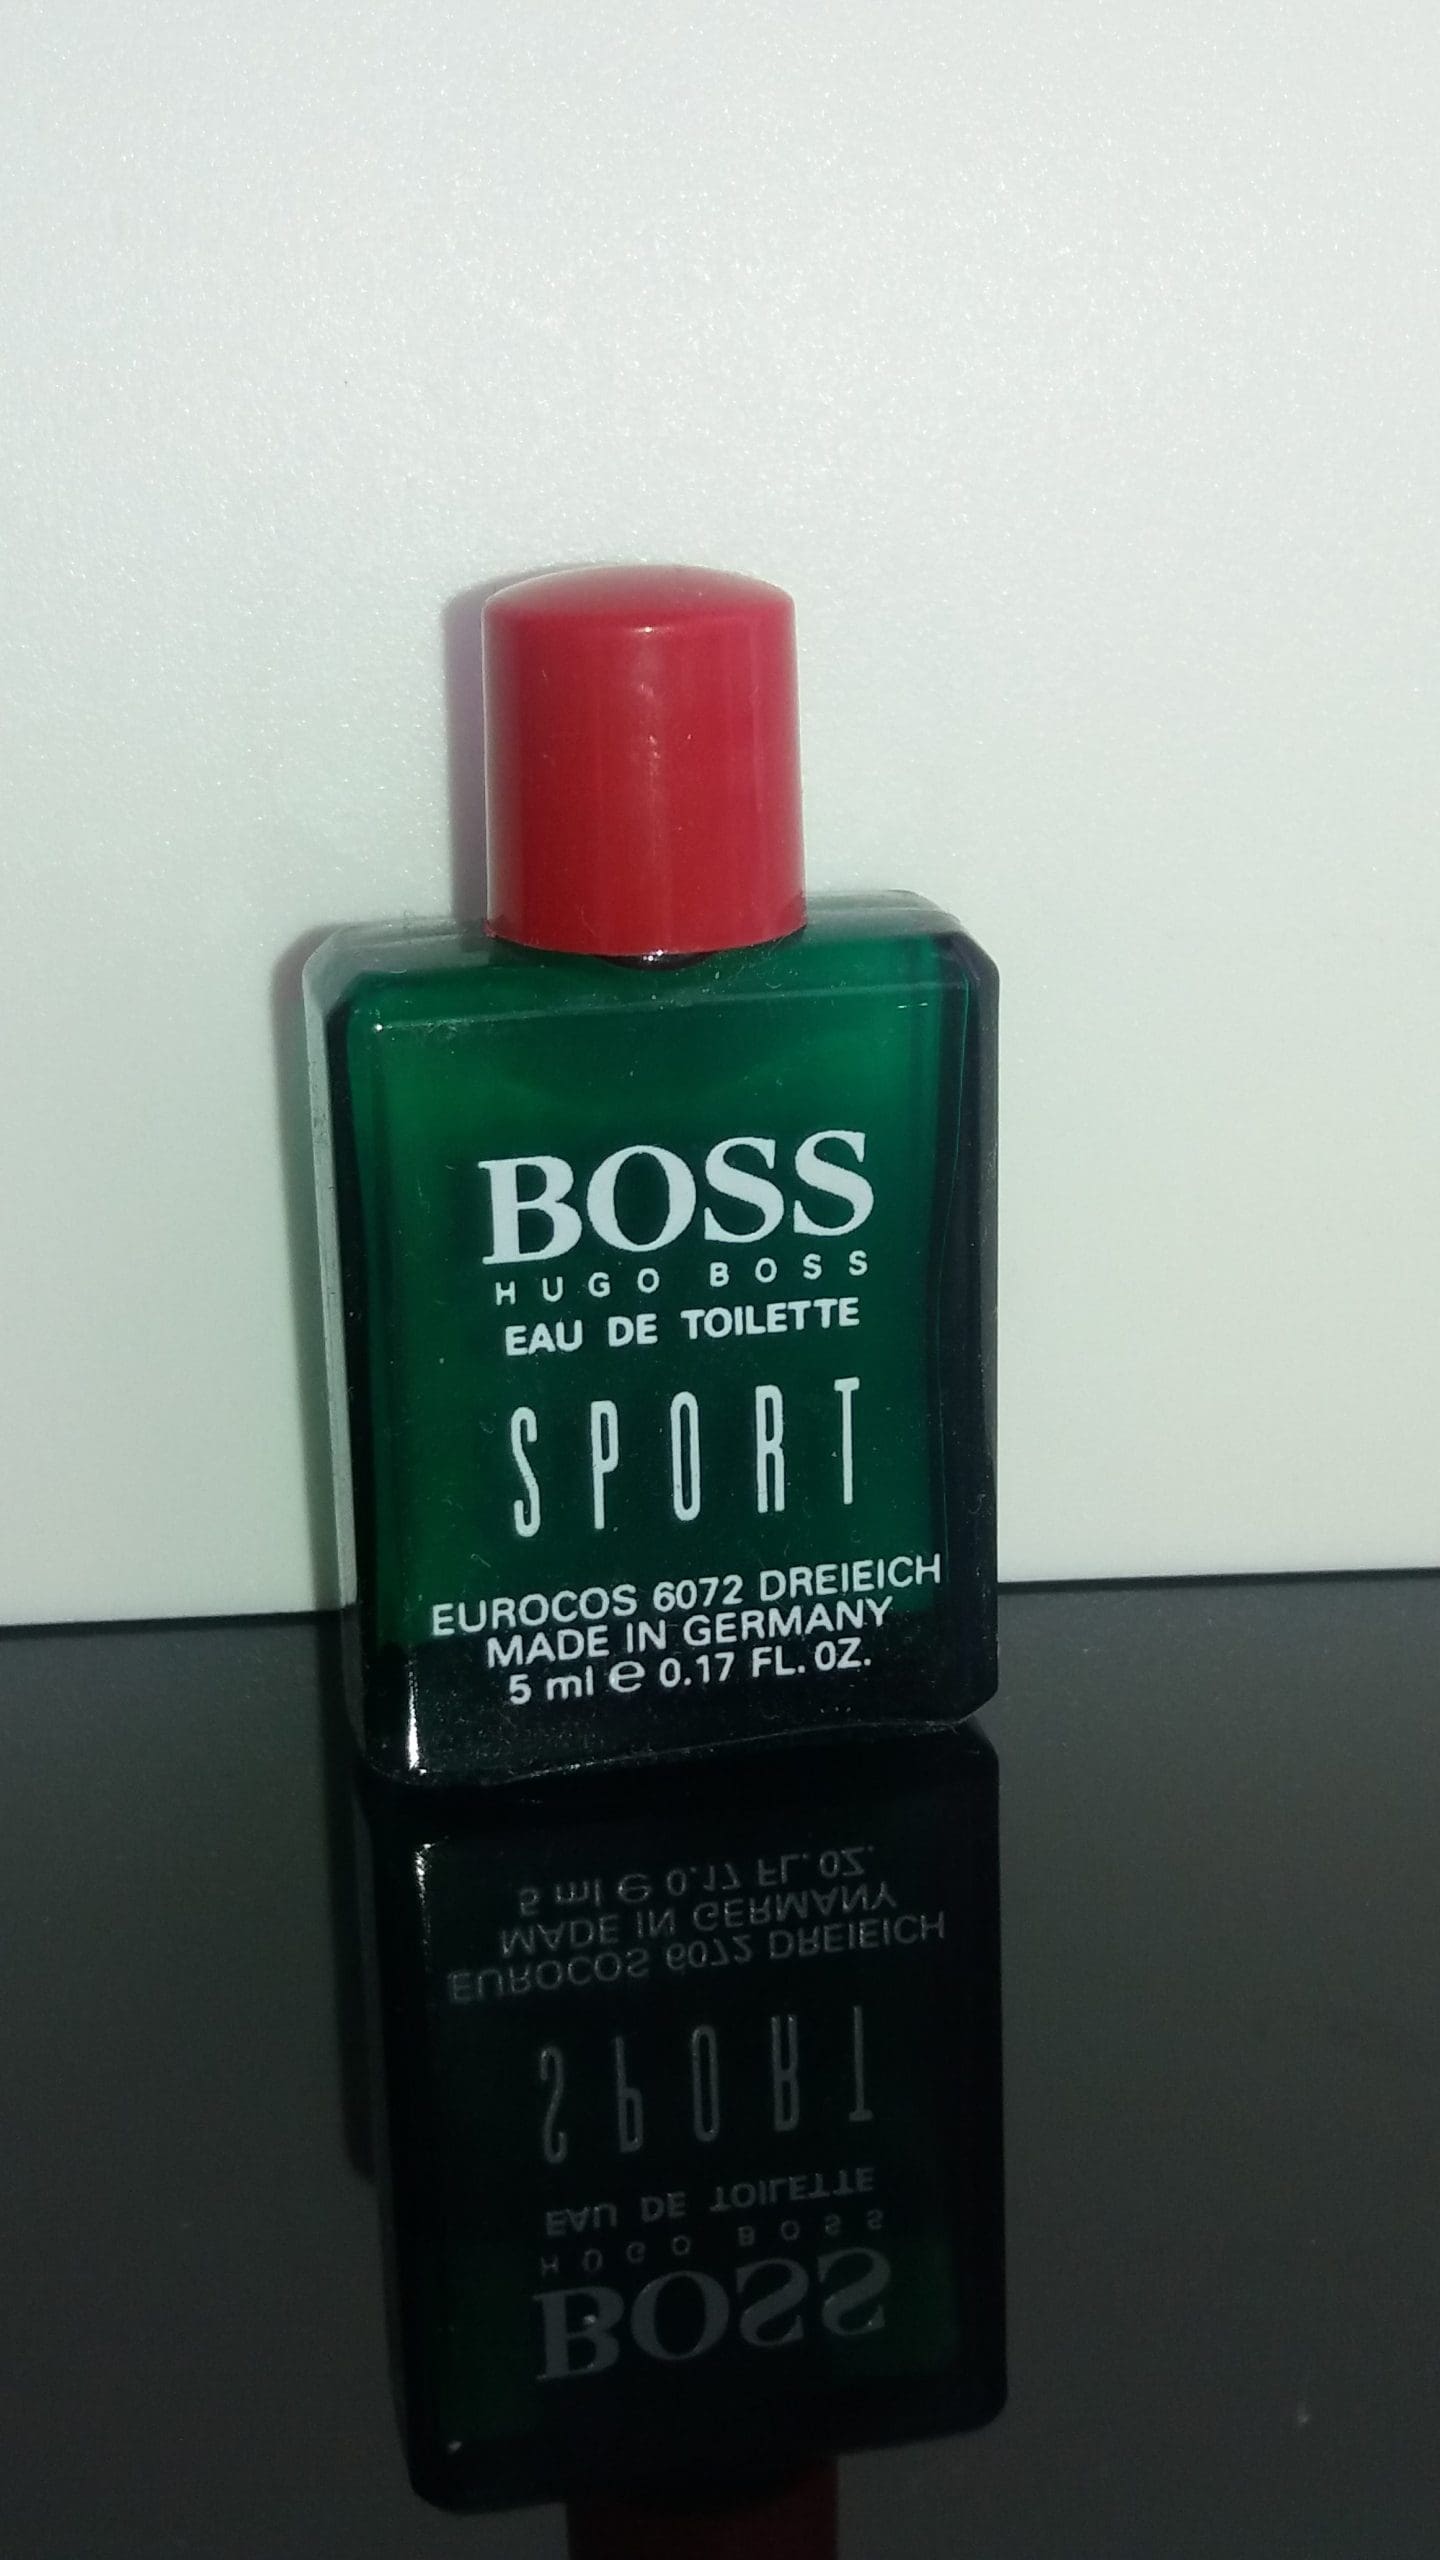 BOSS
HUGO BOSS
EAU DE TOILETTE
SPORT
EUROCOS 6072 DREIEICH
MADE IN GERMANY
5 ml e 0.17 FL. OZ.